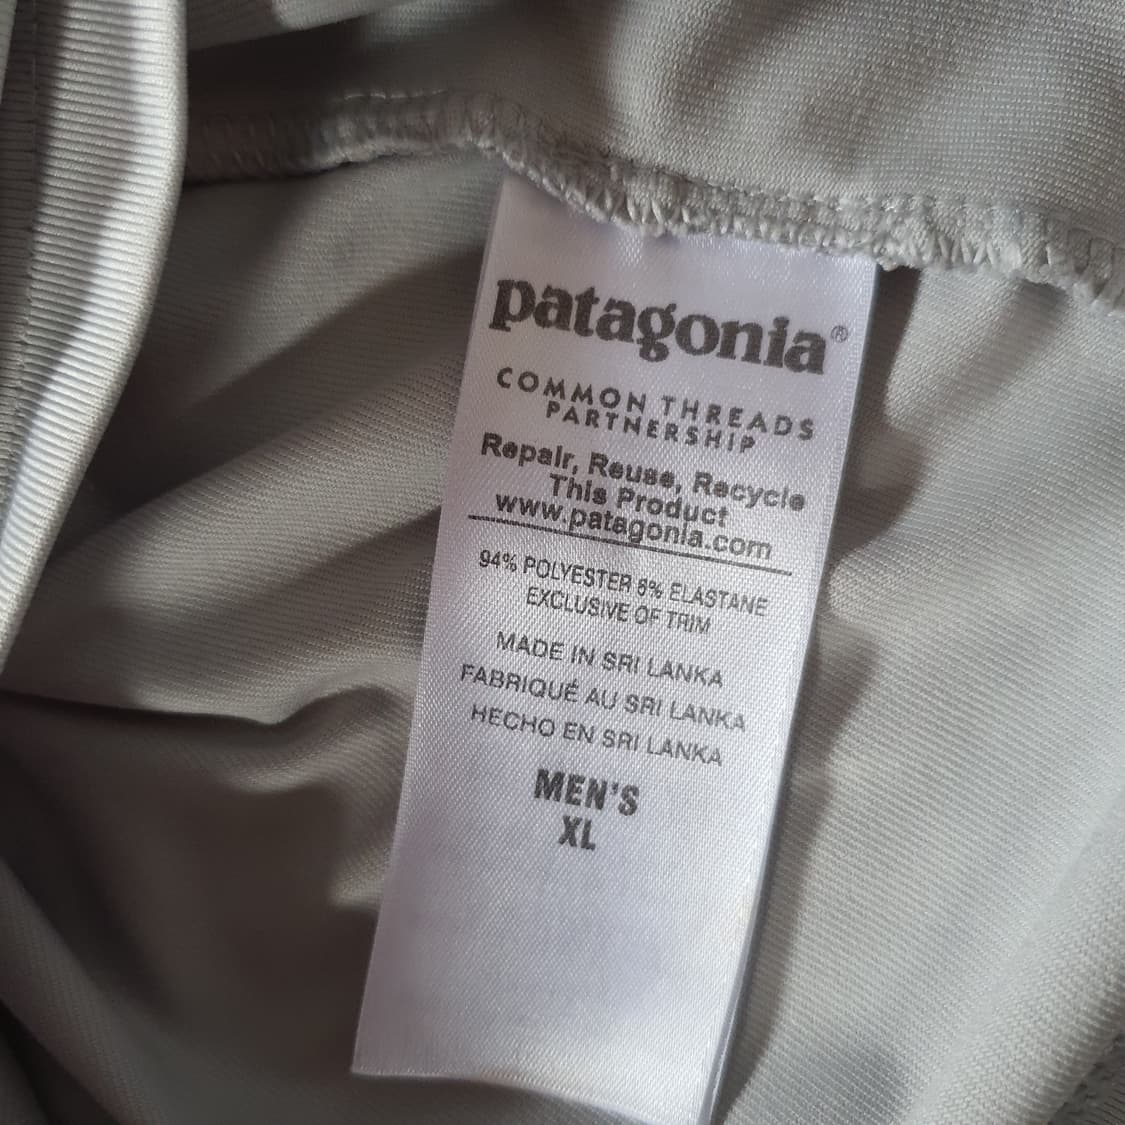 patagonia®
COMMON THREADS
PARTNERSHIP
Repair, Reuse, Recycle
This Product
www.patagonia.com
94% POLYESTER 6% ELASTANE
EXCLUSIVE OF TRIM
MADE IN SRI LANKA
FABRIQUÉ AU SRI LANKA
HECHO EN SRI LANKA
MEN'S
XL